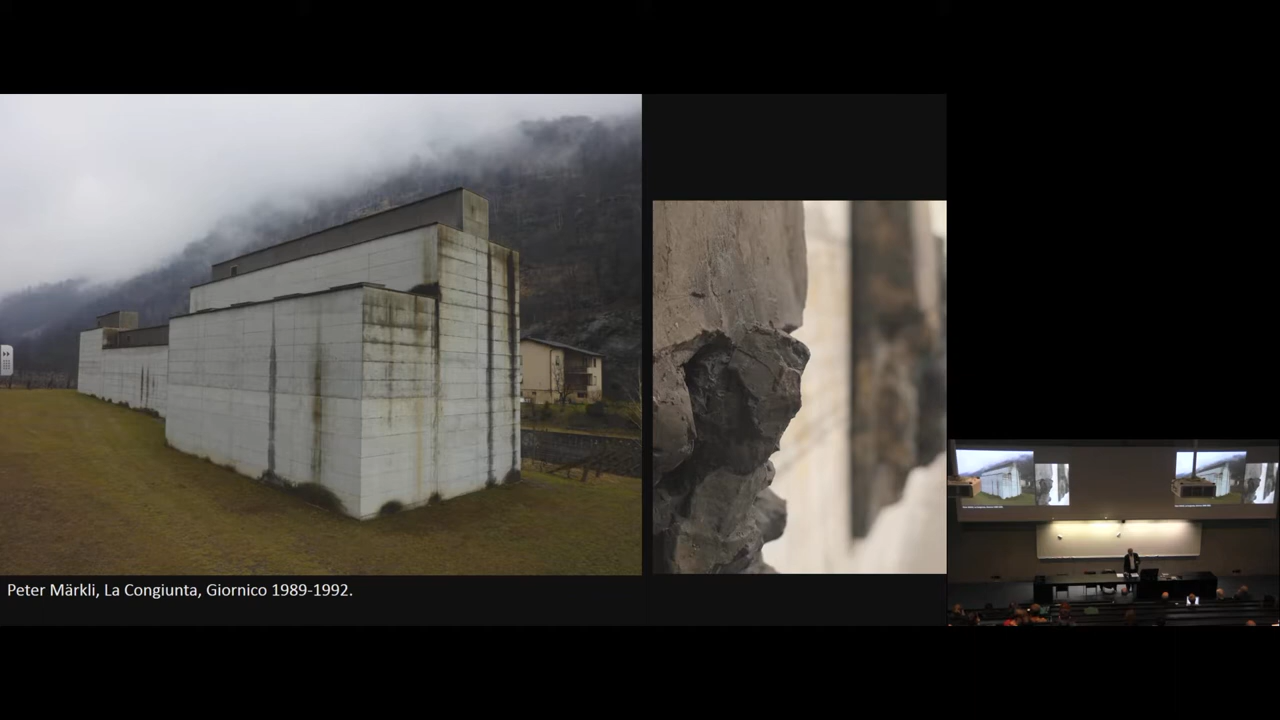 Peter Märkli, La Congiunta, Giornico 1989-1992.